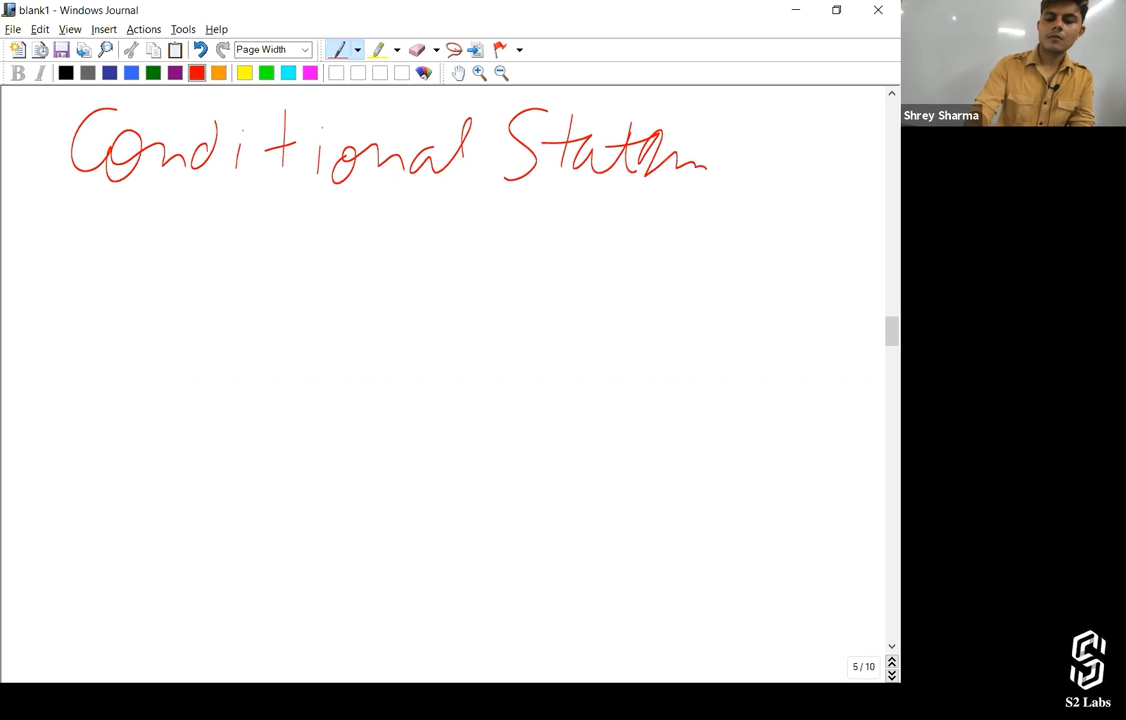 blank1 - Windows Journal
File Edit View Insert Actions Tools Help
Page Width
B I
Conditional Statem
5 / 10
Shrey Sharma
S2 Labs